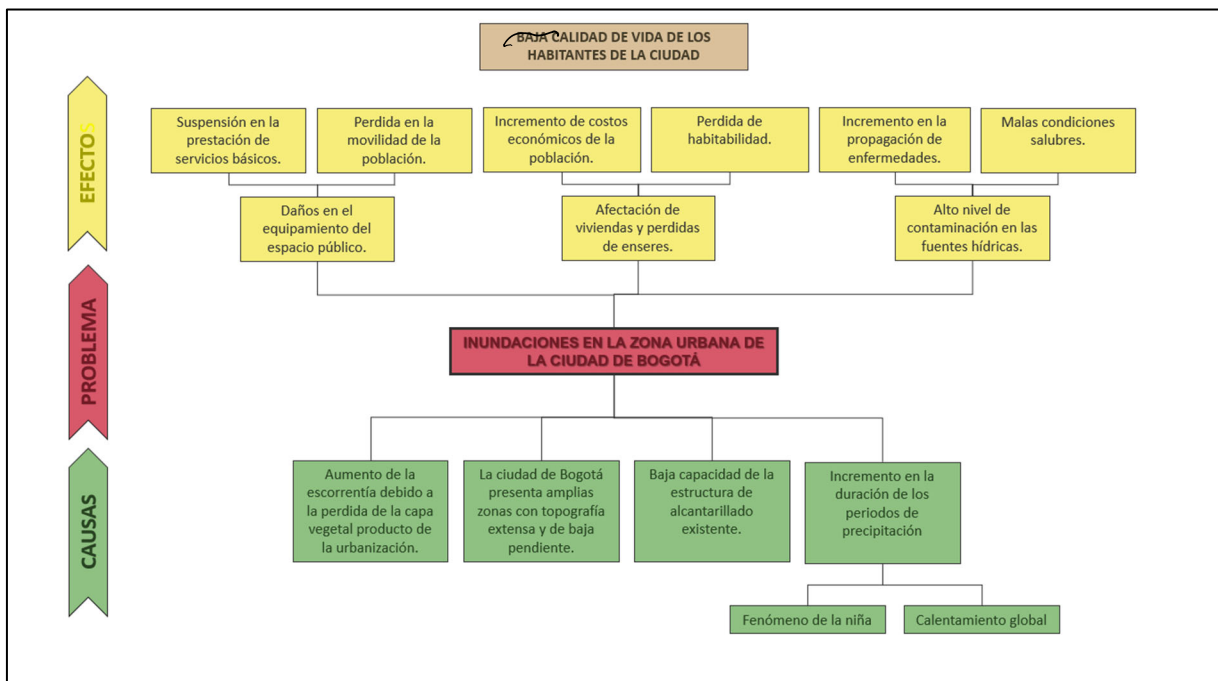 BAJA CALIDAD DE VIDA DE LOS
HABITANTES DE LA CIUDAD
EFECTOS
Suspensión en la
prestación de
servicios básicos.
Perdida en la
movilidad de la
población.
Incremento de costos
económicos de la
población.
Perdida de
habitabilidad.
Incremento en la
propagación de
enfermedades.
Malas condiciones
salubres.
Daños en el
equipamiento del
espacio público.
Afectación de
viviendas y perdidas
de enseres.
Alto nivel de
contaminación en las
fuentes hídricas.
PROBLEMA
INUNDACIONES EN LA ZONA URBANA DE
LA CIUDAD DE BOGOTÁ
CAUSAS
Aumento de la
escorrentía debido a
la perdida de la capa
vegetal producto de
la urbanización.
La ciudad de Bogotá
presenta amplias
zonas con topografía
extensa y de baja
pendiente.
Baja capacidad de la
estructura de
alcantarillado
existente.
Incremento en la
duración de los
periodos de
precipitación
Fenómeno de la niña
Calentamiento global